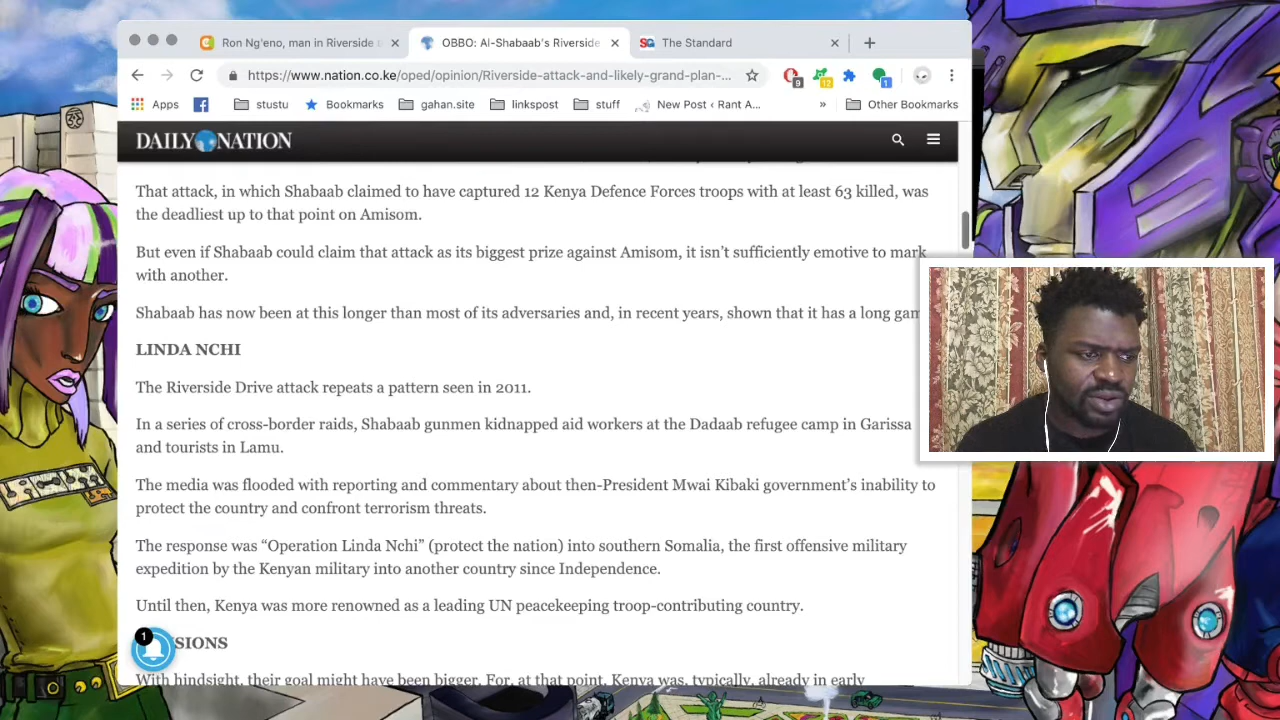 Ron Ng'eno, man in Riverside
OBBO: Al-Shabaab's Riverside
SG The Standard
https://www.nation.co.ke/oped/opinion/Riverside-attack-and-likely-grand-plan-...
9
12
1
Apps stustu Bookmarks gahan.site linkspost stuff New Post ‹ Rant A... » Other Bookmarks
DAILY NATION
That attack, in which Shabaab claimed to have captured 12 Kenya Defence Forces troops with at least 63 killed, was
the deadliest up to that point on Amisom.
But even if Shabaab could claim that attack as its biggest prize against Amisom, it isn’t sufficiently emotive to mark
with another.
Shabaab has now been at this longer than most of its adversaries and, in recent years, shown that it has a long
LINDA NCHI
The Riverside Drive attack repeats a pattern seen in 2011.
In a series of cross-border raids, Shabaab gunmen kidnapped aid workers at the Dadaab refugee camp in Garissa
and tourists in Lamu.
The media was flooded with reporting and commentary about then-President Mwai Kibaki government’s inability to
protect the country and confront terrorism threats.
The response was “Operation Linda Nchi” (protect the nation) into southern Somalia, the first offensive military
expedition by the Kenyan military into another country since Independence.
Until then, Kenya was more renowned as a leading UN peacekeeping troop-contributing country.
1
SIONS
With hindsight, their goal might have been bigger. For, at that point, Kenya was, typically, already in early